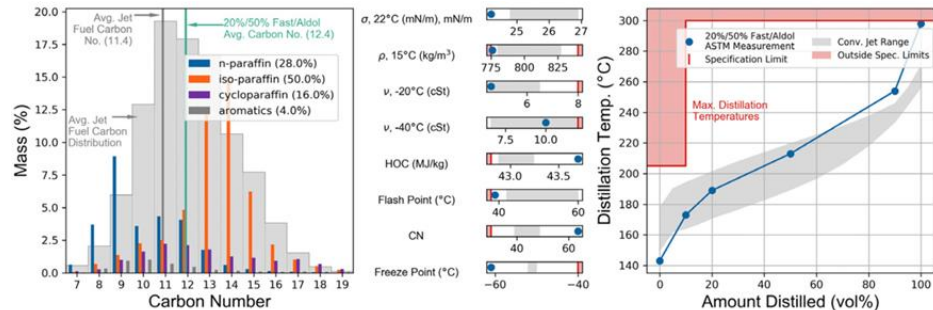 Avg. Jet
Fuel Carbon
No. (11.4)
20%/50% Fast/Aldol
Avg. Carbon No. (12.4)
n-paraffin (28.0%)
iso-paraffin (50.0%)
cycloparaffin (16.0%)
aromatics (4.0%)
Avg. Jet
Fuel Carbon
Distribution
Mass (%)
20.0
17.5
15.0
12.5
10.0
7.5
5.0
2.5
0.0
7 8 9 10 11 12 13 14 15 16 17 18 19
Carbon Number
σ, 22°C (mN/m), mN/m
25 26 27
ρ, 15°C (kg/m³)
775 800 825
ν, -20°C (cSt)
6 8
ν, -40°C (cSt)
7.5 10.0
HOC (MJ/kg)
43.0 43.5
Flash Point (°C)
40 60
CN
40 60
Freeze Point (°C)
−60 −40
Distillation Temp. (°C)
300
280
260
240
220
200
180
160
140
20%/50% Fast/Aldol
ASTM Measurement
Specification Limit
Conv. Jet Range
Outside Spec. Limits
Max. Distillation
Temperatures
0 20 40 60 80 100
Amount Distilled (vol%)